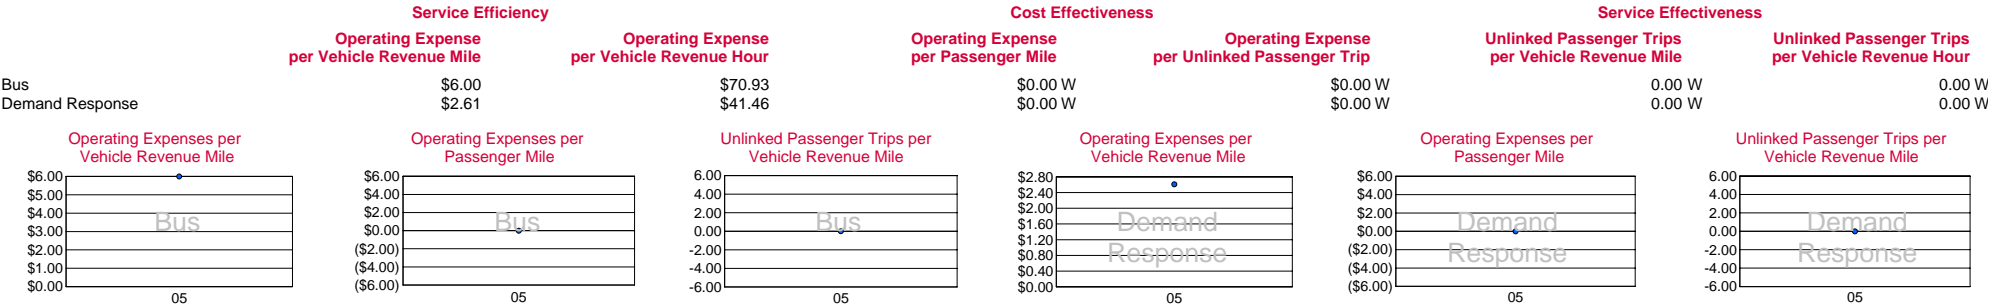 Service Efficiency Cost Effectiveness Service Effectiveness
Operating Expense Operating Expense Operating Expense Operating Expense Unlinked Passenger Trips Unlinked Passenger Trips
per Vehicle Revenue Mile per Vehicle Revenue Hour per Passenger Mile per Unlinked Passenger Trip per Vehicle Revenue Mile per Vehicle Revenue Hour
Bus $6.00 $70.93 $0.00 W $0.00 W 0.00 W 0.00 W
Demand Response $2.61 $41.46 $0.00 W $0.00 W 0.00 W 0.00 W
Operating Expenses per
Vehicle Revenue Mile
$6.00
$5.00
$4.00
$3.00
$2.00
$1.00
$0.00
Bus
05
Operating Expenses per
Passenger Mile
$6.00
$4.00
$2.00
$0.00
($2.00)
($4.00)
($6.00)
Bus
05
Unlinked Passenger Trips per
Vehicle Revenue Mile
6.00
4.00
2.00
0.00
-2.00
-4.00
-6.00
Bus
05
Operating Expenses per
Vehicle Revenue Mile
$2.80
$2.40
$2.00
$1.60
$1.20
$0.80
$0.40
$0.00
Demand
Response
05
Operating Expenses per
Passenger Mile
$6.00
$4.00
$2.00
$0.00
($2.00)
($4.00)
($6.00)
Demand
Response
05
Unlinked Passenger Trips per
Vehicle Revenue Mile
6.00
4.00
2.00
0.00
-2.00
-4.00
-6.00
Demand
Response
05